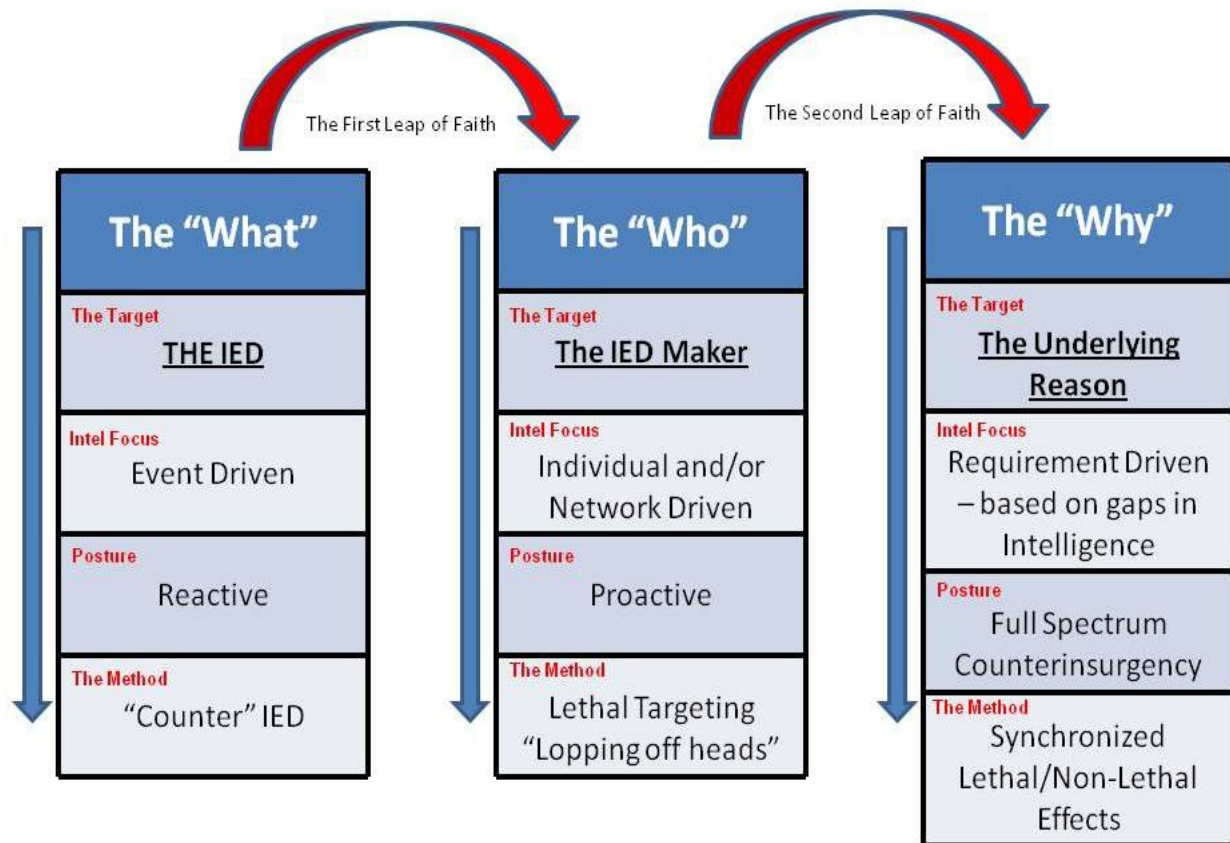 The First Leap of Faith
The Second Leap of Faith
The “What”
The Target
THE IED
Intel Focus
Event Driven
Posture
Reactive
The Method
“Counter” IED
The “Who”
The Target
The IED Maker
Intel Focus
Individual and/or
Network Driven
Posture
Proactive
The Method
Lethal Targeting
“Lopping off heads”
The “Why”
The Target
The Underlying
Reason
Intel Focus
Requirement Driven
– based on gaps in
Intelligence
Posture
Full Spectrum
Counterinsurgency
The Method
Synchronized
Lethal/Non-Lethal
Effects